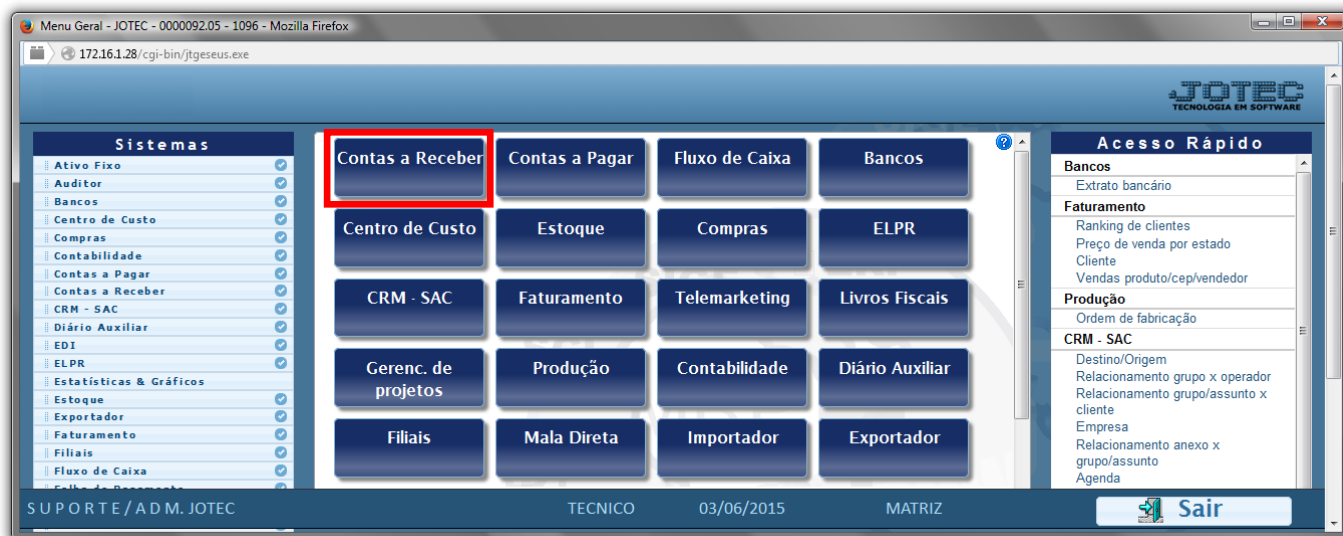 Menu Geral - JOTEC - 0000092.05 - 1096 - Mozilla Firefox
172.16.1.28/cgi-bin/jtgeseus.exe
JOTEC
TECNOLOGIA EM SOFTWARE
Sistemas
Ativo Fixo
Auditor
Bancos
Centro de Custo
Compras
Contabilidade
Contas a Pagar
Contas a Receber
CRM - SAC
Diário Auxiliar
EDI
ELPR
Estatísticas & Gráficos
Estoque
Exportador
Faturamento
Filiais
Fluxo de Caixa
Contas a Receber
Contas a Pagar
Fluxo de Caixa
Bancos
Centro de Custo
Estoque
Compras
ELPR
CRM - SAC
Faturamento
Telemarketing
Livros Fiscais
Gerenc. de
projetos
Produção
Contabilidade
Diário Auxiliar
Filiais
Mala Direta
Importador
Exportador
Acesso Rápido
Bancos
Extrato bancário
Faturamento
Ranking de clientes
Preço de venda por estado
Cliente
Vendas produto/cep/vendedor
Produção
Ordem de fabricação
CRM - SAC
Destino/Origem
Relacionamento grupo x operador
Relacionamento grupo/assunto x
cliente
Empresa
Relacionamento anexo x
grupo/assunto
Agenda
SUPORTE/ADM. JOTEC
TECNICO
03/06/2015
MATRIZ
Sair